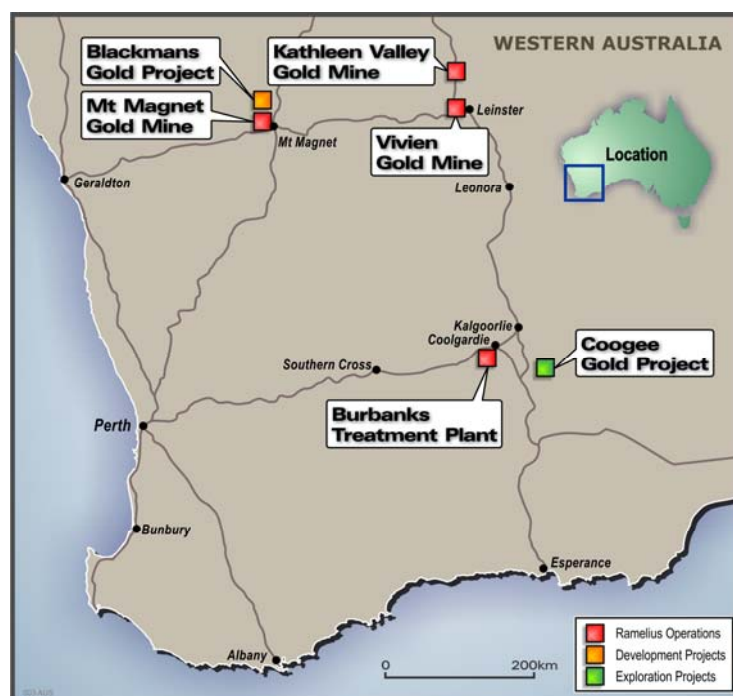 WESTERN AUSTRALIA
Blackmans
Gold Project
Kathleen Valley
Gold Mine
Mt Magnet
Gold Mine
Mt Magnet
Leinster
Vivien
Gold Mine
Location
Geraldton
Leonora
Kalgoorlie
Coolgardie
Coogee
Gold Project
Southern Cross
Burbanks
Treatment Plant
Perth
Bunbury
Esperance
Albany
0 200km
Ramelius Operations
Development Projects
Exploration Projects